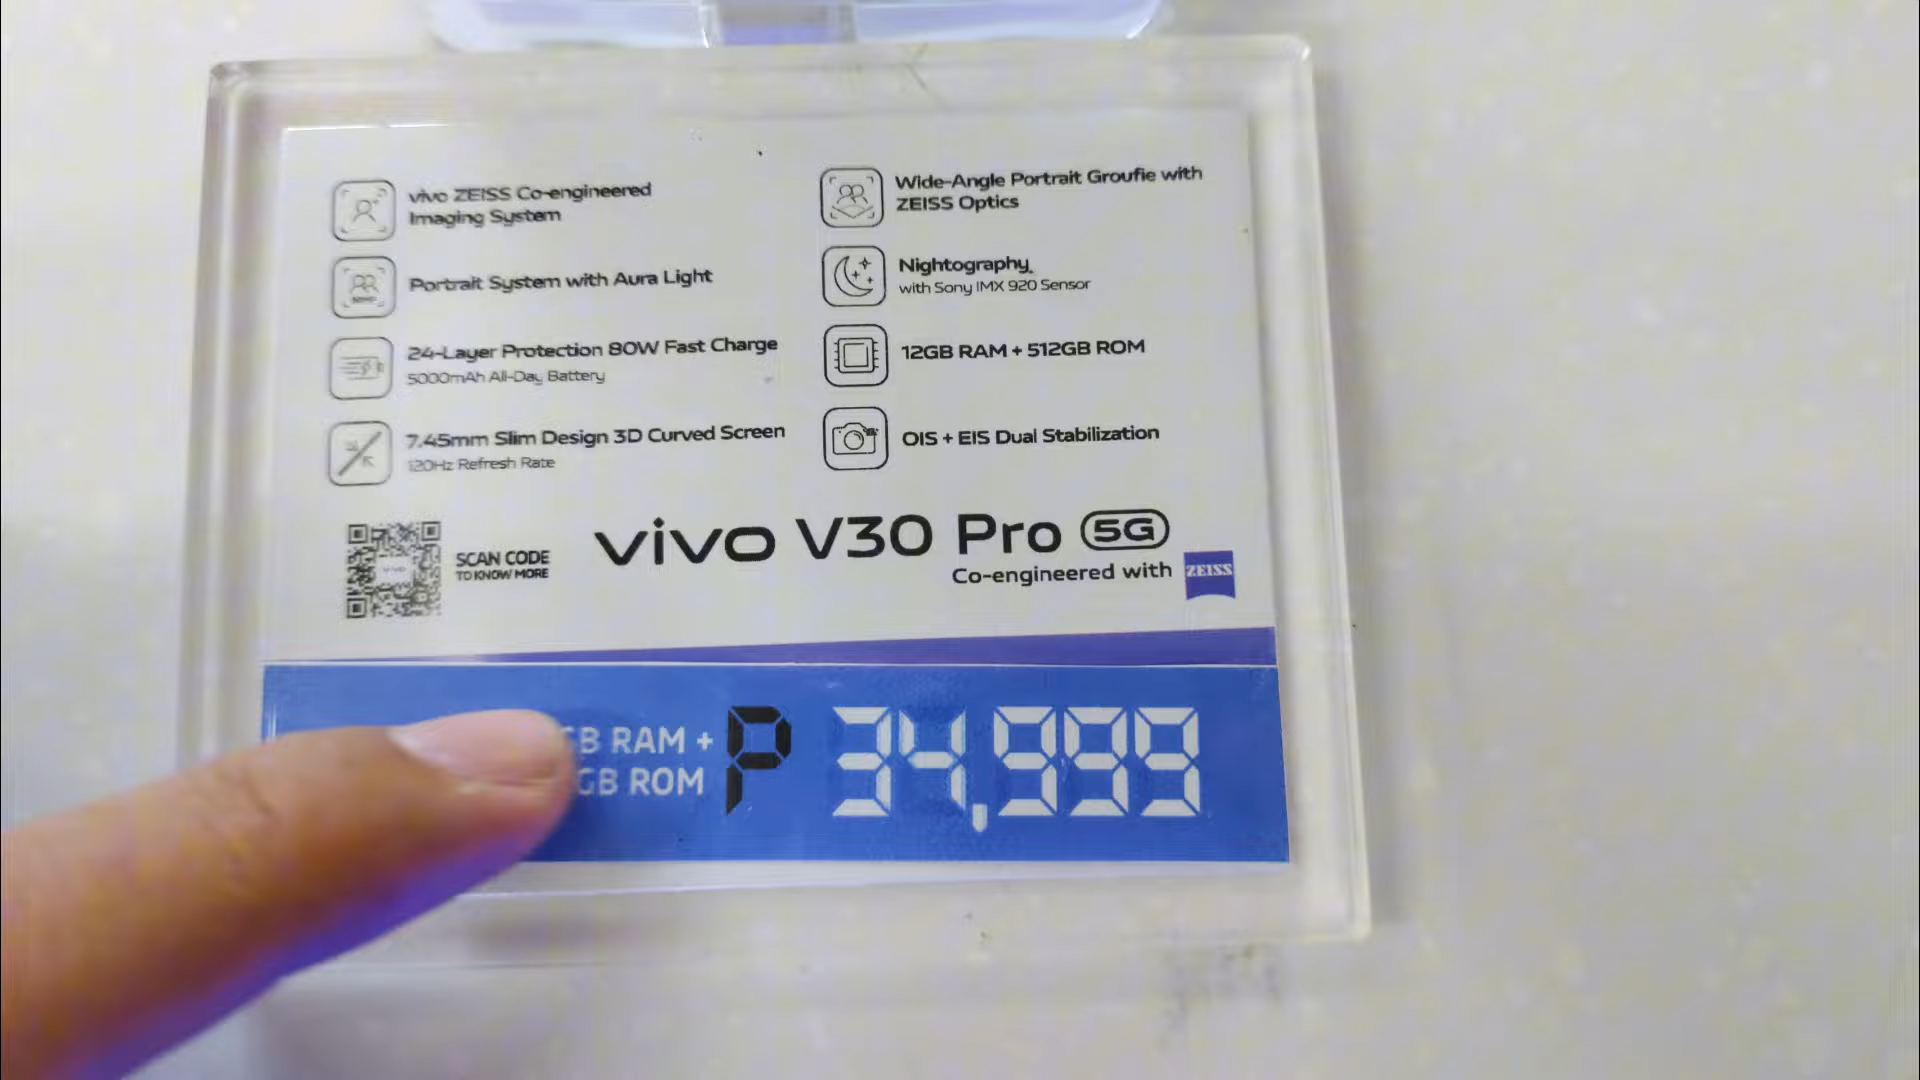 vivo ZEISS Co-engineered
Imaging System
Portrait System with Aura Light
24-Layer Protection 80W Fast Charge
5000mAh All-Day Battery
7.45mm Slim Design 3D Curved Screen
120Hz Refresh Rate
Wide-Angle Portrait Groufie with
ZEISS Optics
Nightography
with Sony IMX 920 Sensor
12GB RAM + 512GB ROM
OIS + EIS Dual Stabilization
SCAN CODE
TO KNOW MORE
vivo V30 Pro 5G
Co-engineered with ZEISS
GB RAM +
GB ROM
P 34,999